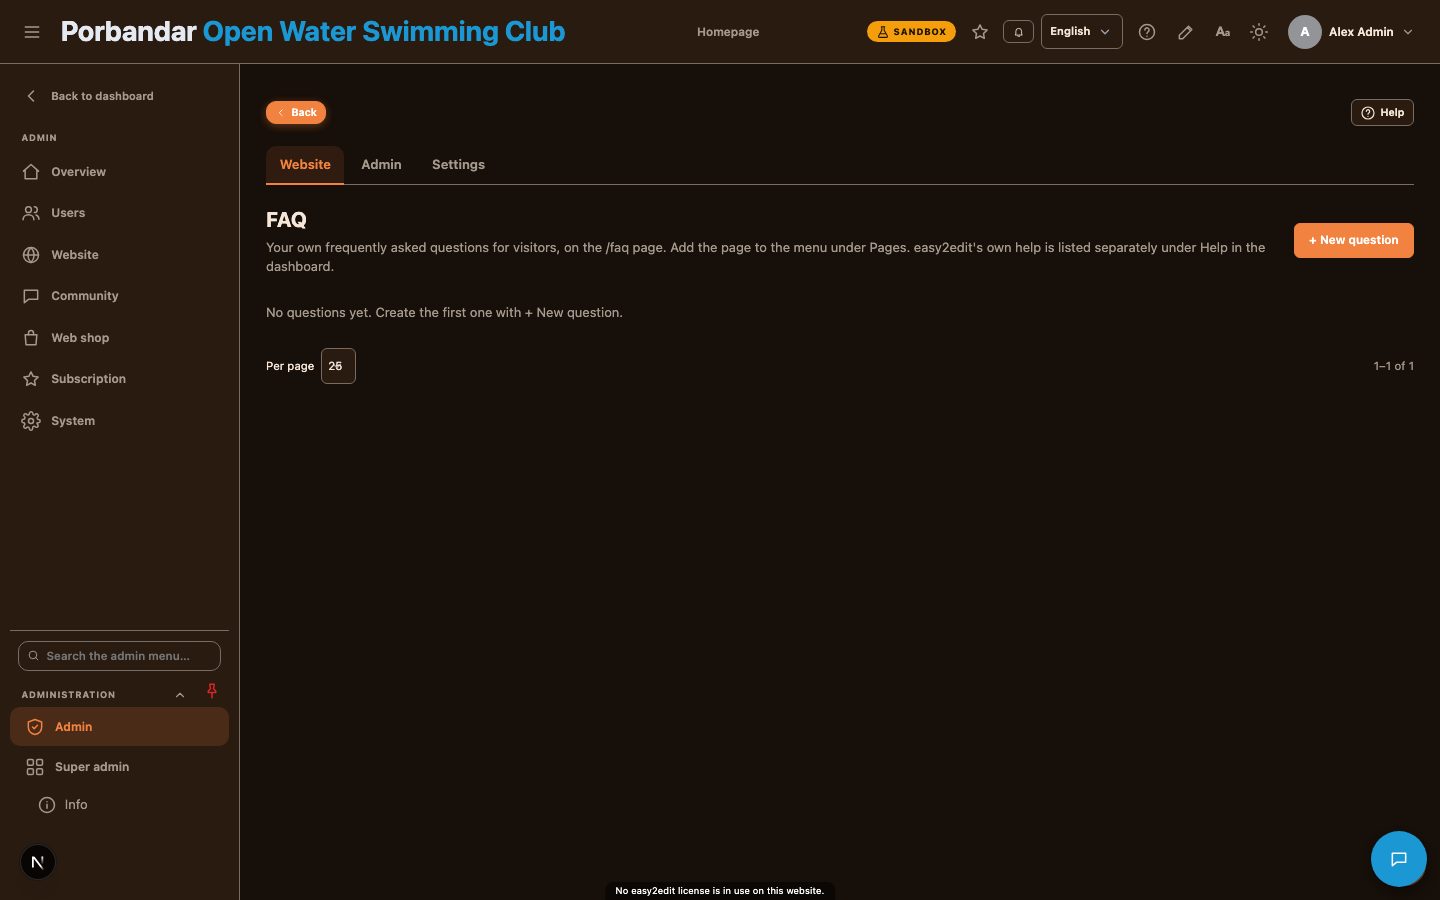 Porbandar Open Water Swimming Club
Homepage
SANDBOX
English
Aa
A
Alex Admin
Back to dashboard
ADMIN
Overview
Users
Website
Community
Web shop
Subscription
System
Search the admin menu...
ADMINISTRATION
Admin
Super admin
Info
N
Back
Help
Website
Admin
Settings
FAQ
Your own frequently asked questions for visitors, on the /faq page. Add the page to the menu under Pages. easy2edit's own help is listed separately under Help in the
dashboard.
+ New question
No questions yet. Create the first one with + New question.
Per page
1–1 of 1
No easy2edit license is in use on this website.